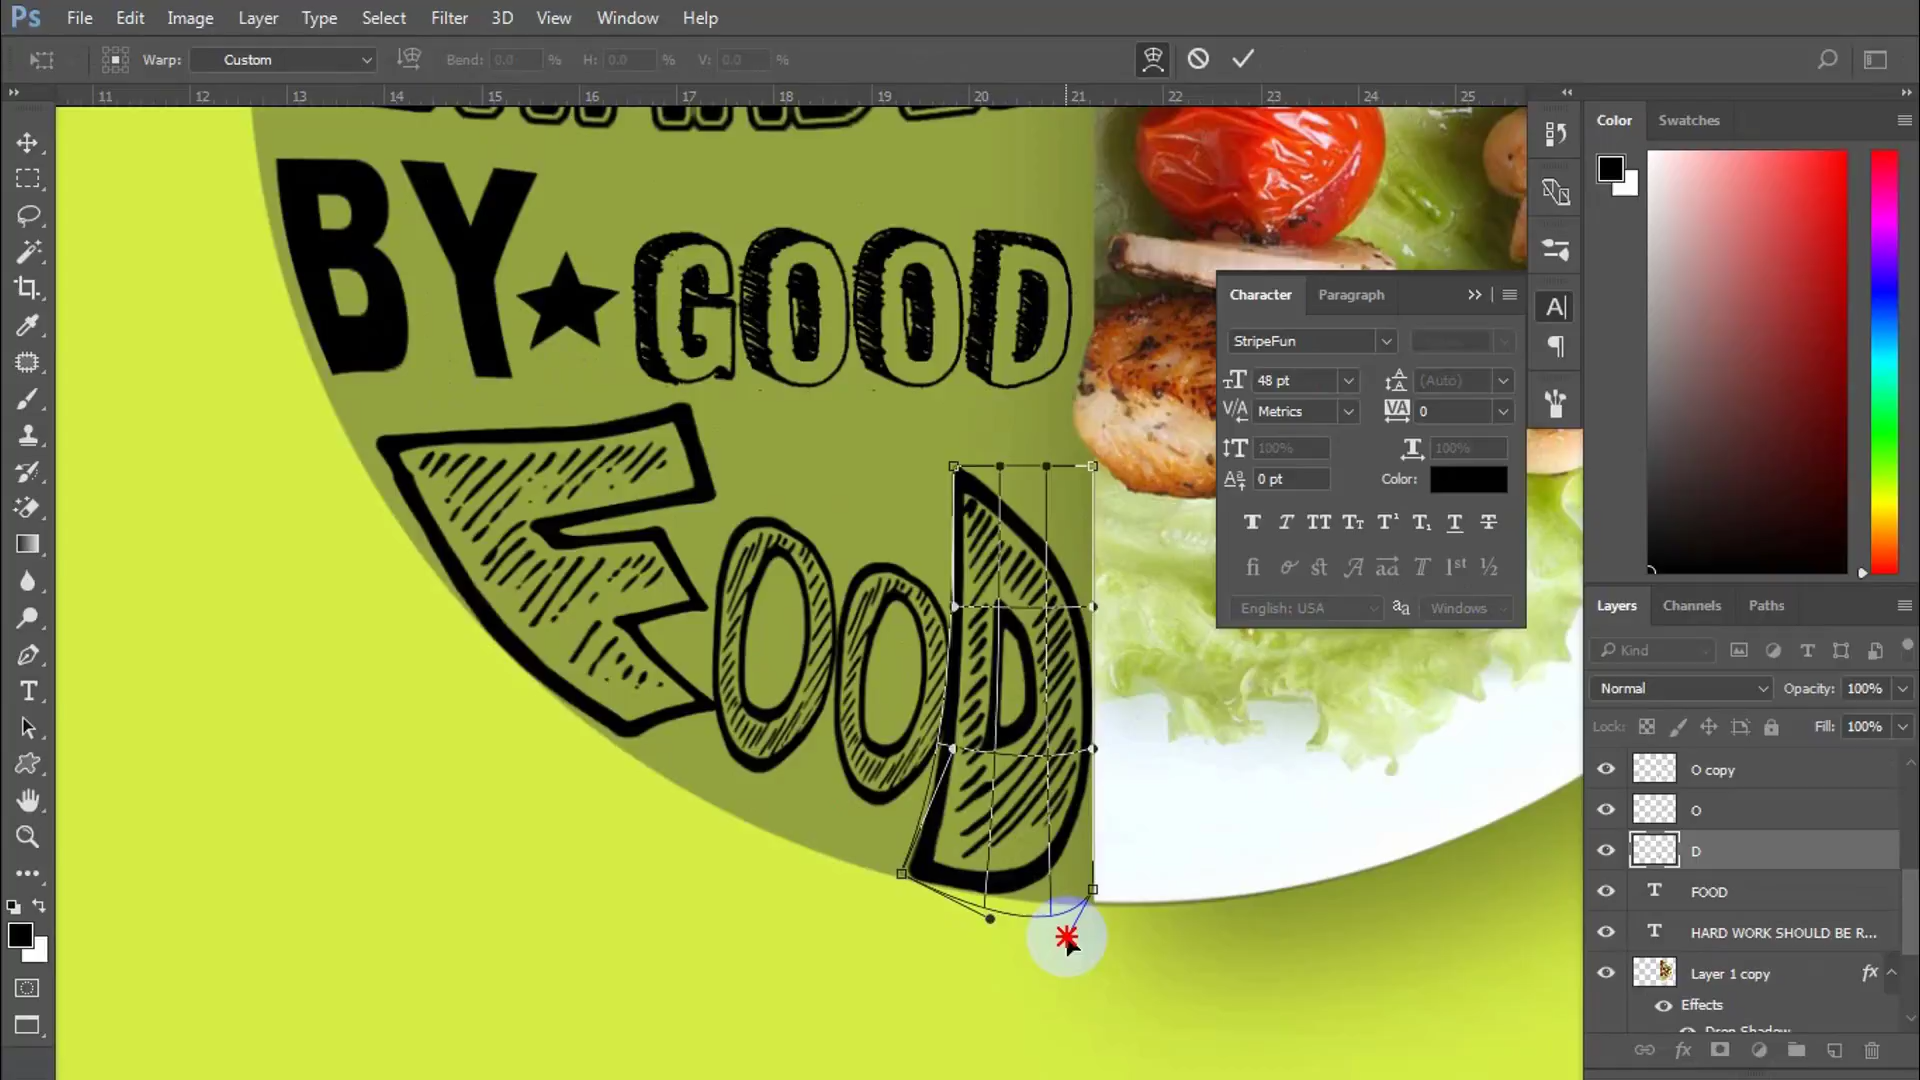 Ps File Edit Image Layer Type Select Filter 3D View Window Help
Warp: Custom Bend: 0.0 % H: 0.0 % V: 0.0 %
11 12 13 14 15 16 17 18 19 20 21 22 23 24 25
Color Swatches
BY★GOOD
FOOD
Character Paragraph
StripeFun
48 pt (Auto)
Metrics 0
100% 100%
0 pt Color:
English: USA aa Windows
Layers Channels Paths
Kind
Normal Opacity: 100%
Lock: Fill: 100%
O copy
O
D
FOOD
HARD WORK SHOULD BE R...
Layer 1 copy fx
Effects
Drop Shadow